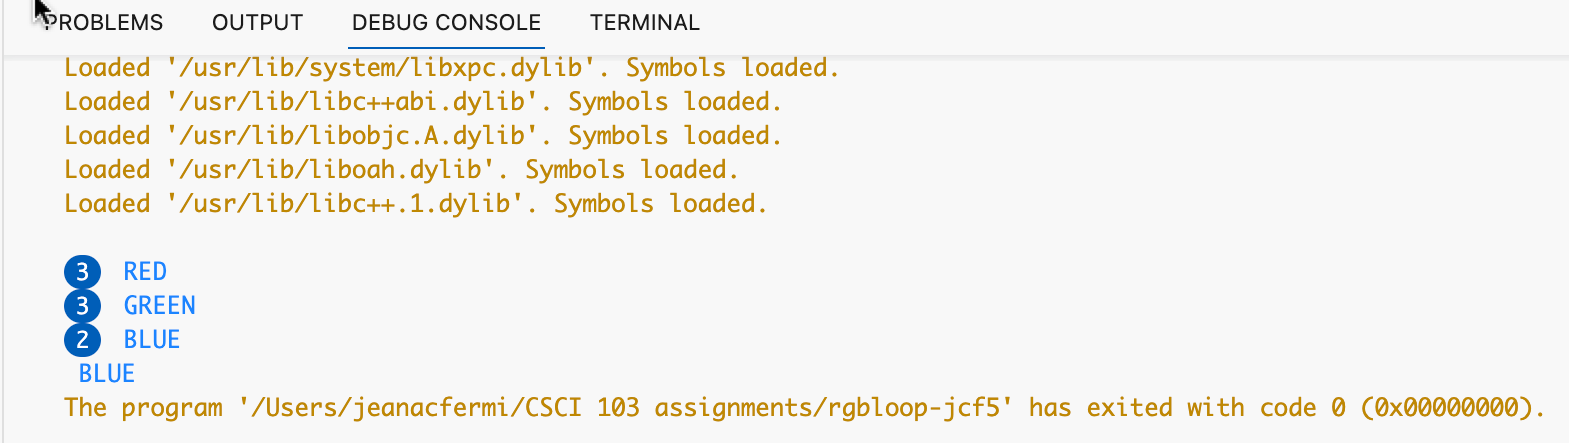 PROBLEMS OUTPUT DEBUG CONSOLE TERMINAL
Loaded '/usr/lib/system/libxpc.dylib'. Symbols loaded.
Loaded '/usr/lib/libc++abi.dylib'. Symbols loaded.
Loaded '/usr/lib/libobjc.A.dylib'. Symbols loaded.
Loaded '/usr/lib/liboah.dylib'. Symbols loaded.
Loaded '/usr/lib/libc++.1.dylib'. Symbols loaded.
3 RED
3 GREEN
2 BLUE
BLUE
The program '/Users/jeanacfermi/CSCI 103 assignments/rgbloop-jcf5' has exited with code 0 (0x00000000).